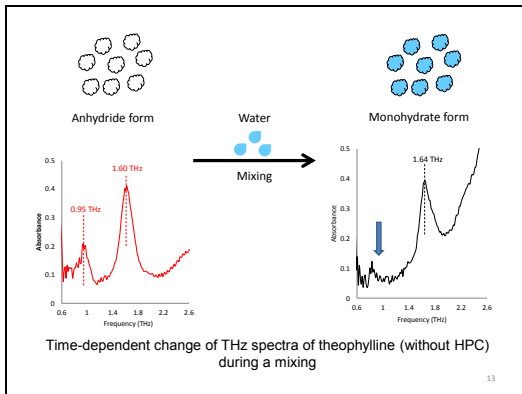 Anhydride form
Water
Mixing
Monohydrate form
0.5
0.4
0.3
0.2
0.1
0
Absorbance
0.95 THz
1.60 THz
0.6
1
1.4
1.8
2.2
2.6
Frequency (THz)
0.5
0.4
0.3
0.2
0.1
0
Absorbance
1.64 THz
0.6
1
1.4
1.8
2.2
2.6
Frequency (THz)
Time-dependent change of THz spectra of theophylline (without HPC)
during a mixing
13